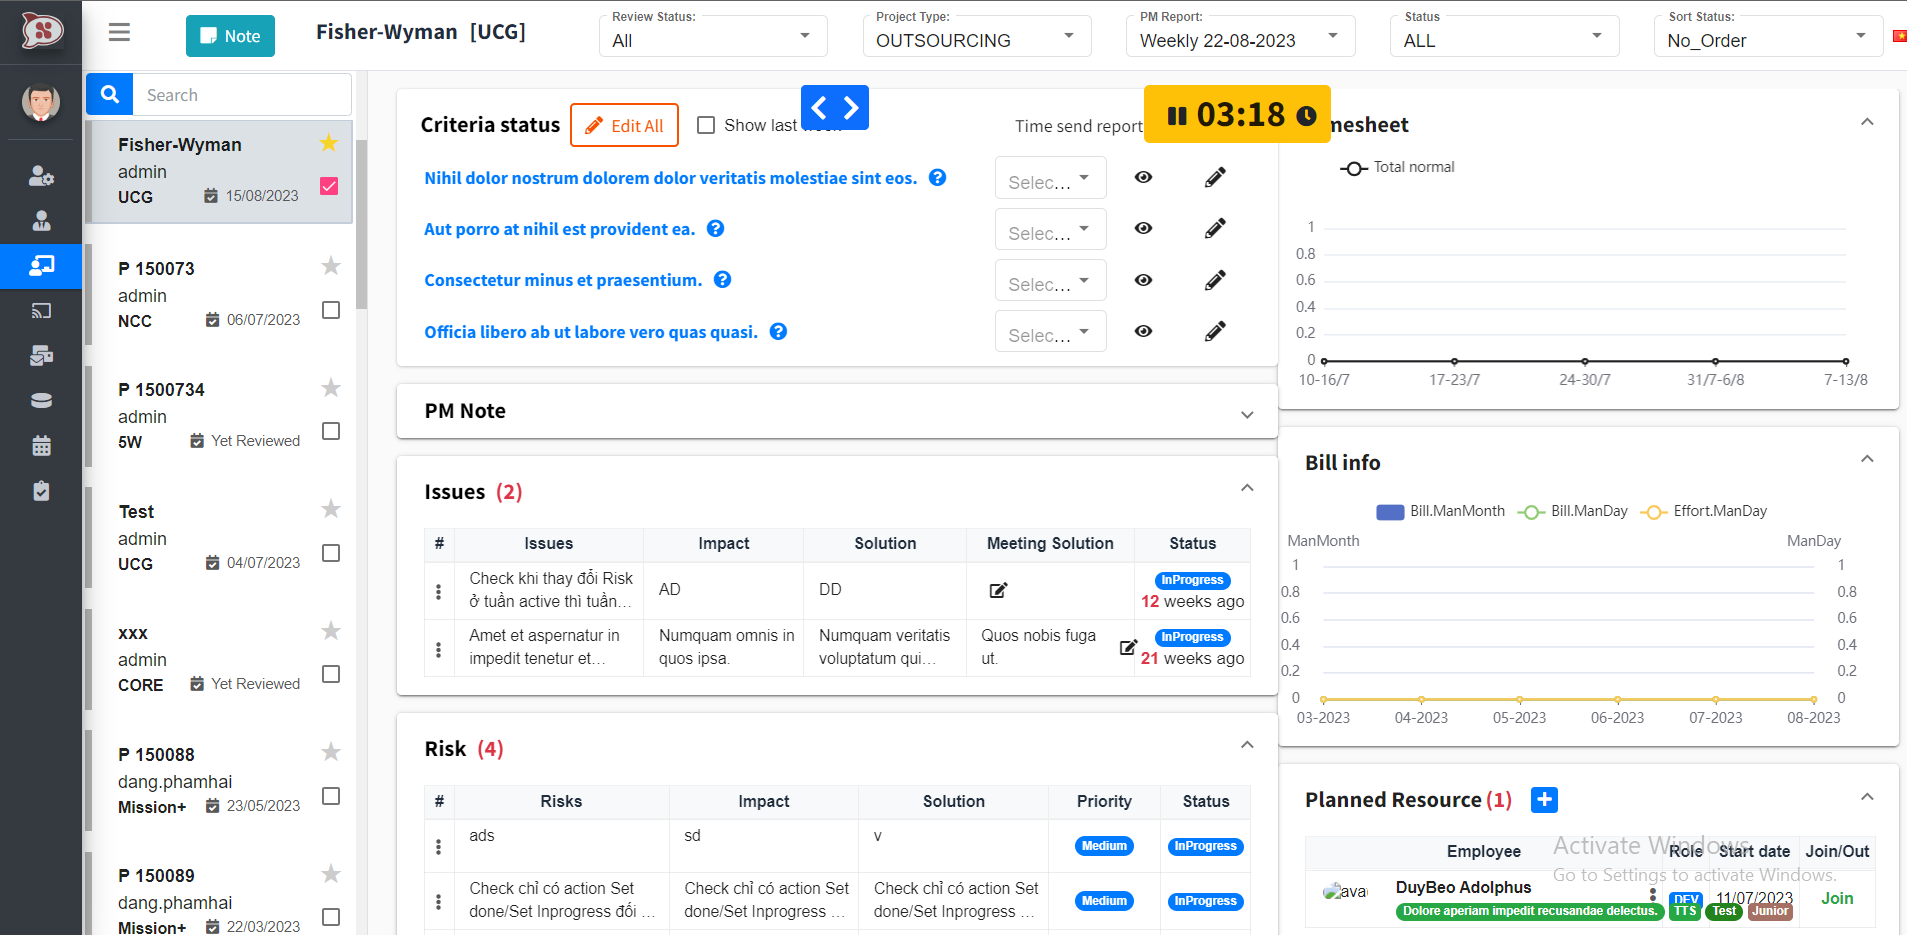 Note
Fisher-Wyman [UCG]
Review Status:
All
Project Type:
OUTSOURCING
PM Report:
Weekly 22-08-2023
Status
ALL
Sort Status:
No_Order
Search
Fisher-Wyman
admin
UCG 15/08/2023
P 150073
admin
NCC 06/07/2023
P 1500734
admin
5W Yet Reviewed
Test
admin
UCG 04/07/2023
xxx
admin
CORE Yet Reviewed
P 150088
dang.phamhai
Mission+ 23/05/2023
P 150089
dang.phamhai
Mission+ 22/03/2023
Criteria status Edit All Show last Time send report
03:18
Nihil dolor nostrum dolorem dolor veritatis molestiae sint eos. Selec...
Aut porro at nihil est provident ea. Selec...
Consectetur minus et praesentium. Selec...
Officia libero ab ut labore vero quas quasi. Selec...
PM Note
Issues (2)
# Issues Impact Solution Meeting Solution Status
Check khi thay đổi Risk
ở tuần active thì tuần...
AD
DD
InProgress
12 weeks ago
Amet et aspernatur in
impedit tenetur et...
Numquam omnis in
quos ipsa.
Numquam veritatis
voluptatum qui...
Quos nobis fuga
ut.
InProgress
21 weeks ago
Risk (4)
# Risks Impact Solution Priority Status
ads sd v Medium InProgress
Check chỉ có action Set
done/Set Inprogress đối ...
Check chỉ có action Set
done/Set Inprogress ...
Check chỉ có action Set
done/Set Inprogress ...
Medium InProgress
mesheet
Total normal
1
0.8
0.6
0.4
0.2
0
10-16/7 17-23/7 24-30/7 31/7-6/8 7-13/8
Bill info
Bill.ManMonth Bill.ManDay Effort.ManDay
ManMonth ManDay
1 1
0.8 0.8
0.6 0.6
0.4 0.4
0.2 0.2
0 0
03-2023 04-2023 05-2023 06-2023 07-2023 08-2023
Planned Resource (1)
Employee Role Start date Join/Out
ava
DuyBeo Adolphus DEV 11/07/2023 Join
Dolore aperiam impedit recusandae delectus. TTS Test Junior
Activate Windows
Go to Settings to activate Windows.